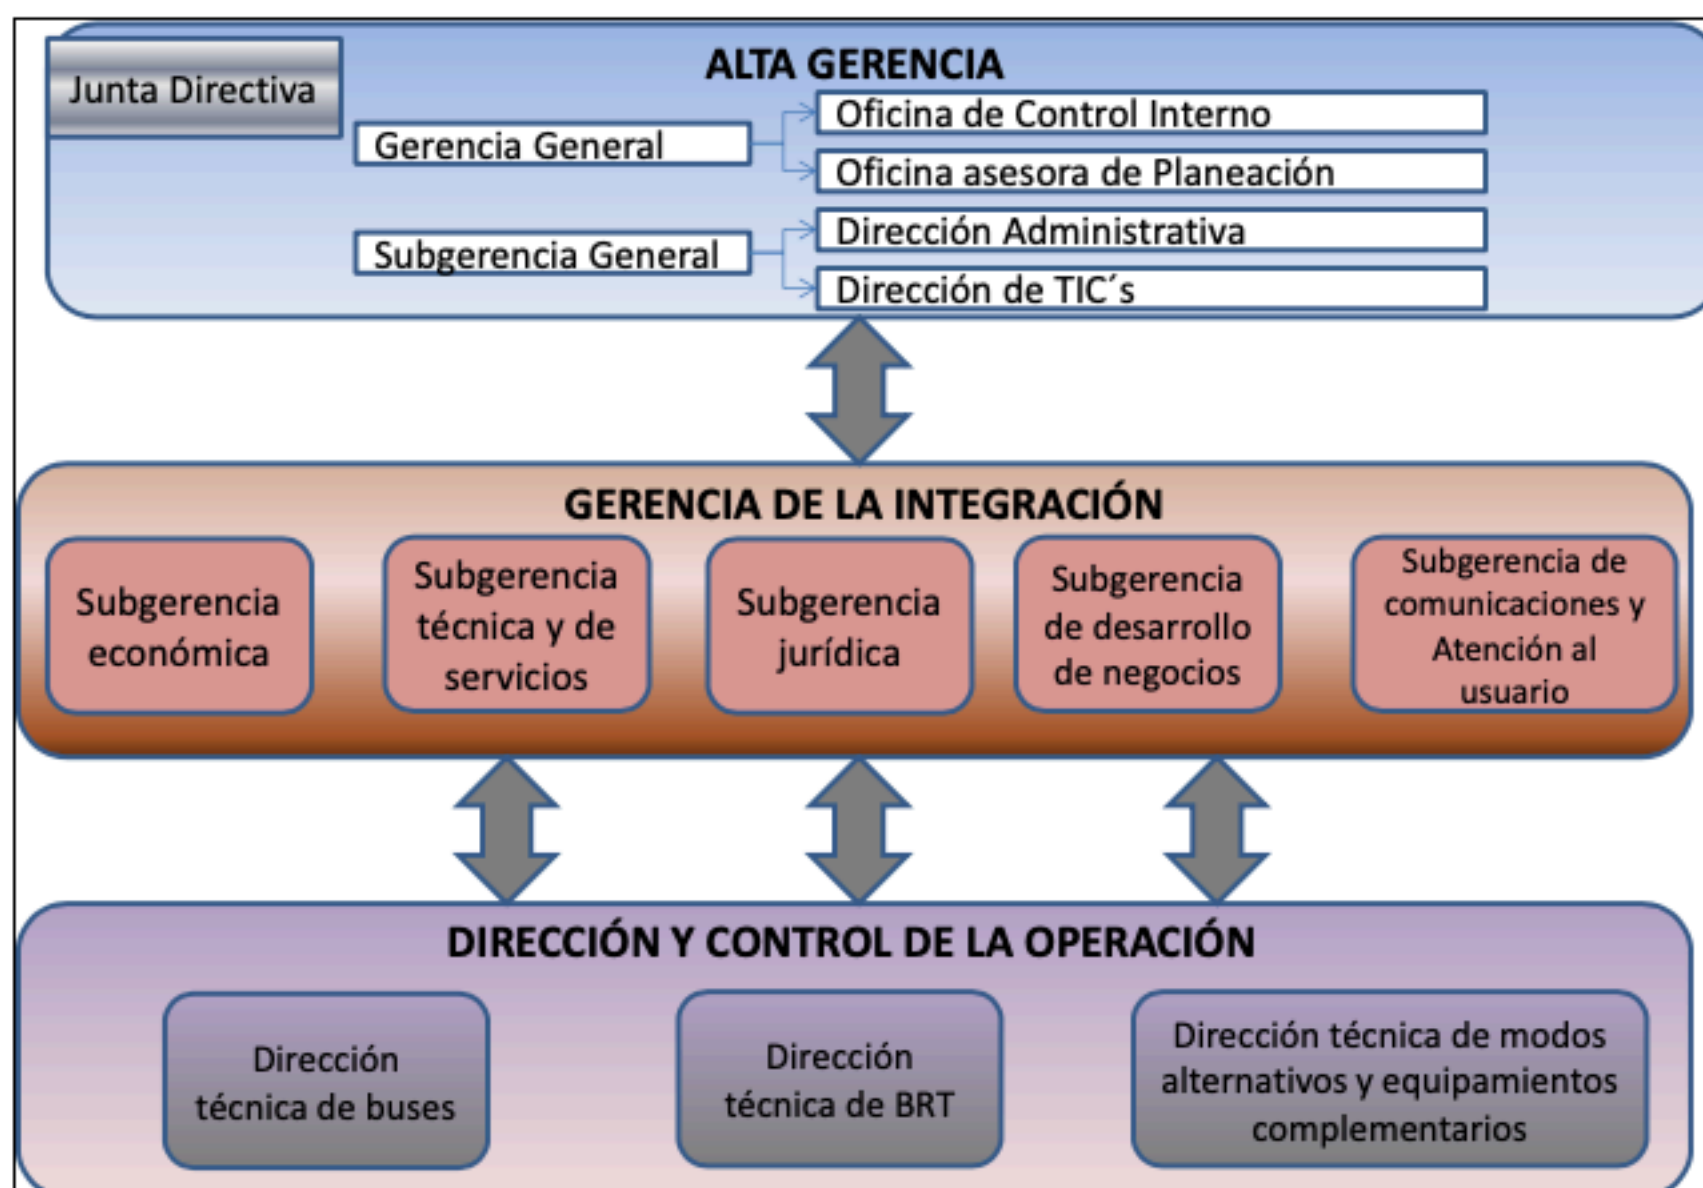 ALTA GERENCIA
Junta Directiva
Gerencia General
Oficina de Control Interno
Oficina asesora de Planeación
Subgerencia General
Dirección Administrativa
Dirección de TIC´s
GERENCIA DE LA INTEGRACIÓN
Subgerencia
económica
Subgerencia
técnica y de
servicios
Subgerencia
jurídica
Subgerencia
de desarrollo
de negocios
Subgerencia de
comunicaciones y
Atención al
usuario
DIRECCIÓN Y CONTROL DE LA OPERACIÓN
Dirección
técnica de buses
Dirección
técnica de BRT
Dirección técnica de modos
alternativos y equipamientos
complementarios